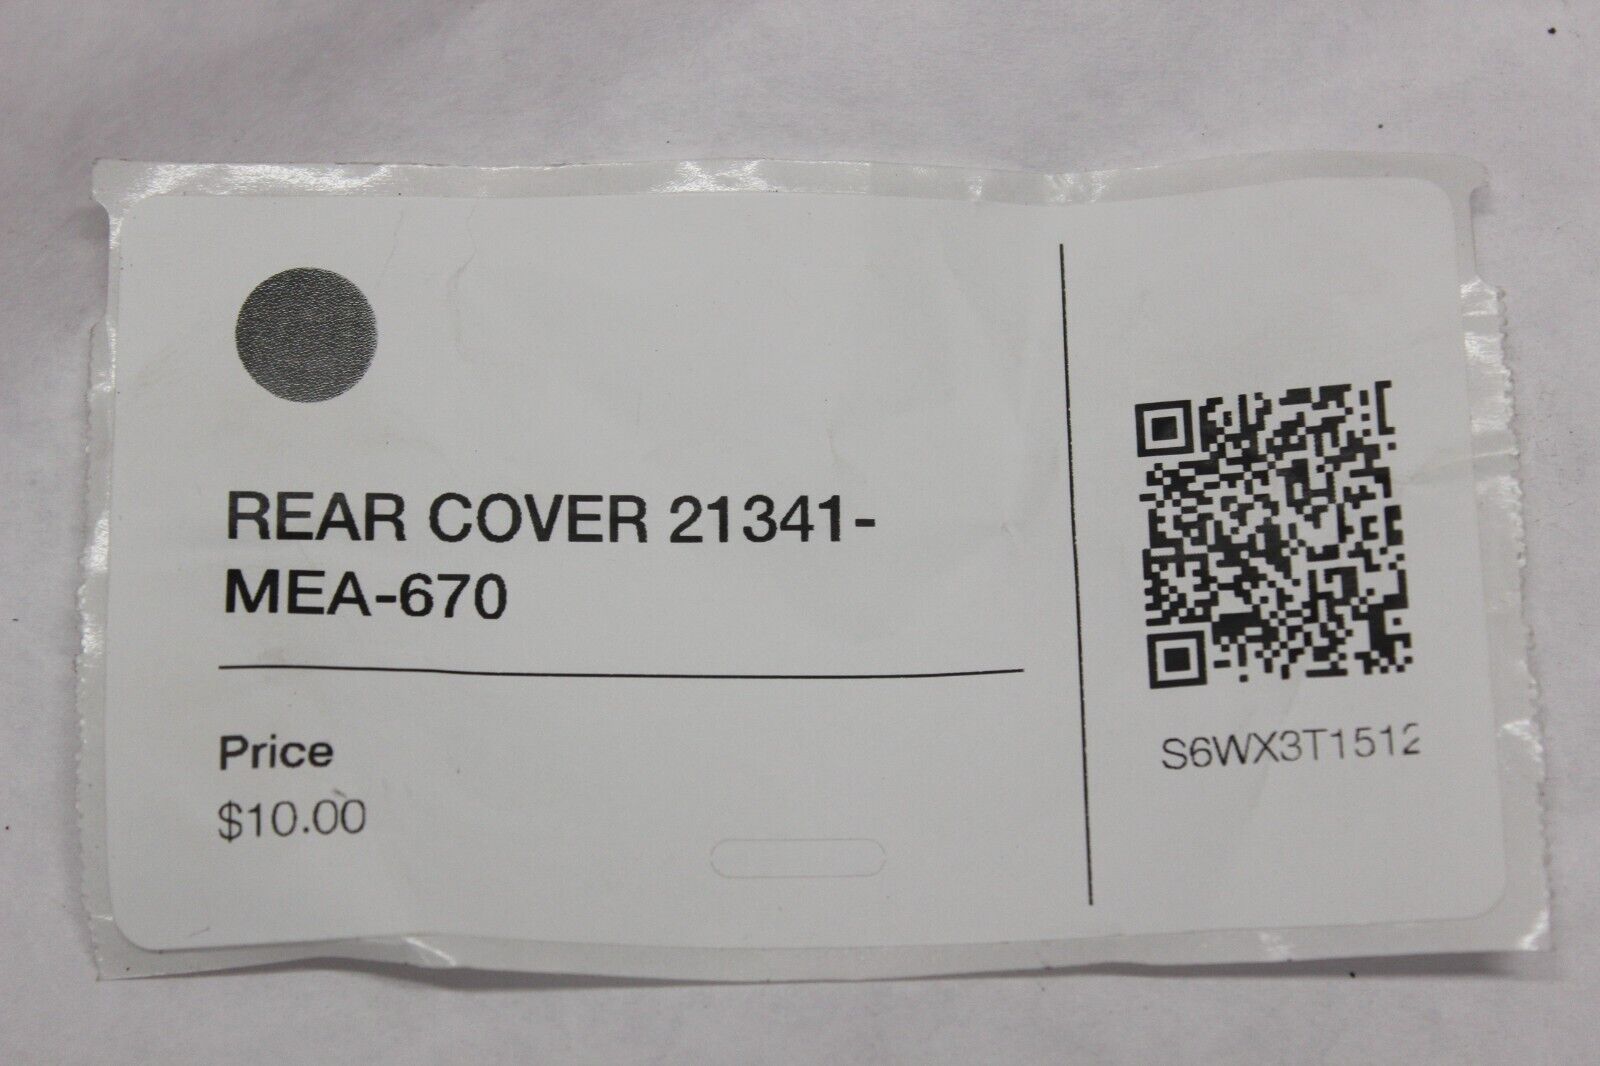 REAR COVER 21341-
MEA-670
Price
$10.00
S6WX3T1512